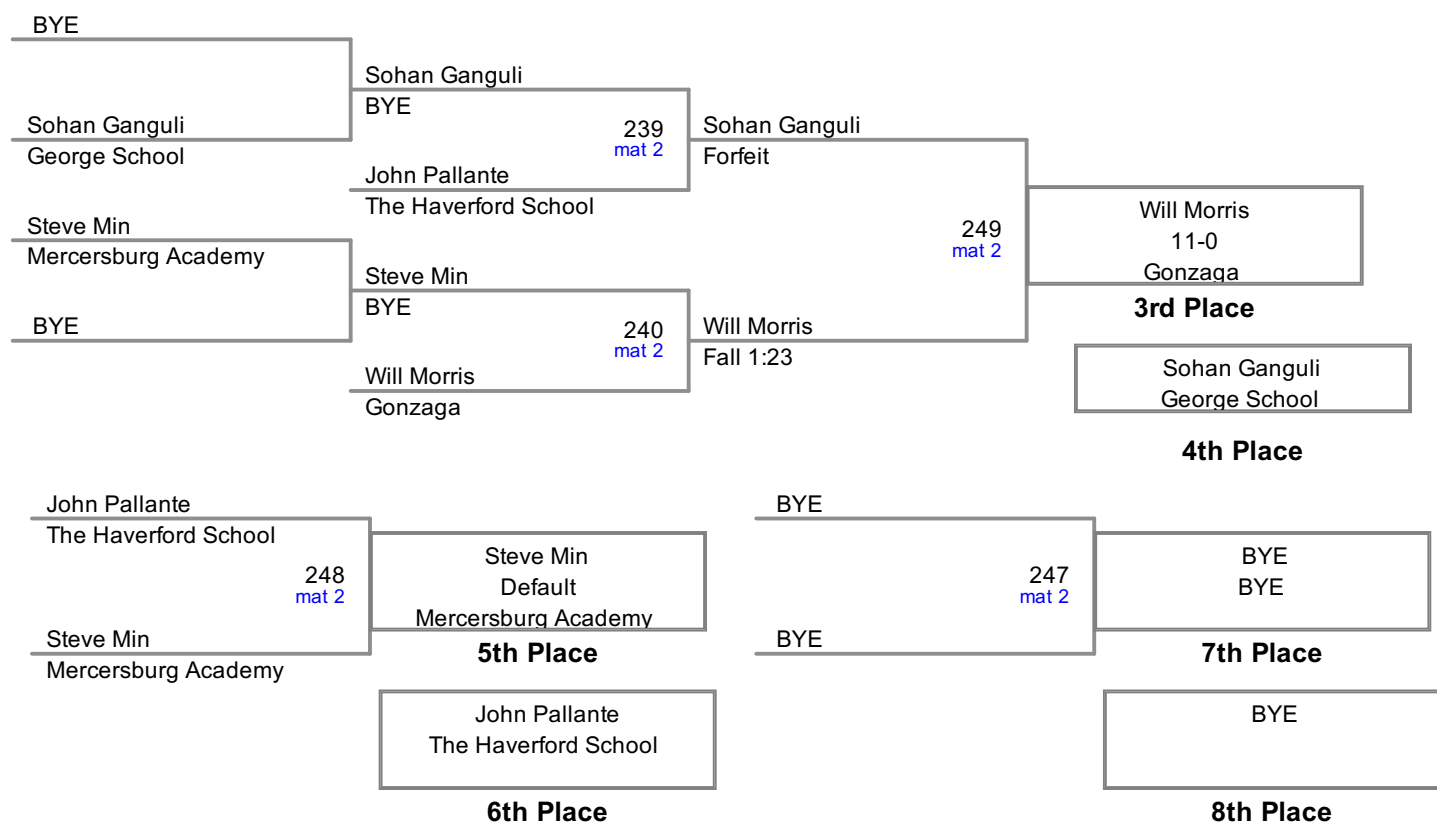 BYE
Sohan Ganguli
BYE
Sohan Ganguli
George School
239
mat 2
Sohan Ganguli
Forfeit
John Pallante
The Haverford School
Steve Min
Mercersburg Academy
249
mat 2
Will Morris
11-0
Gonzaga
3rd Place
Steve Min
BYE
BYE
240
mat 2
Will Morris
Fall 1:23
Will Morris
Gonzaga
Sohan Ganguli
George School
4th Place
John Pallante
The Haverford School
248
mat 2
Steve Min
Default
Mercersburg Academy
5th Place
Steve Min
Mercersburg Academy
John Pallante
The Haverford School
6th Place
BYE
247
mat 2
BYE
BYE
BYE
7th Place
BYE
8th Place